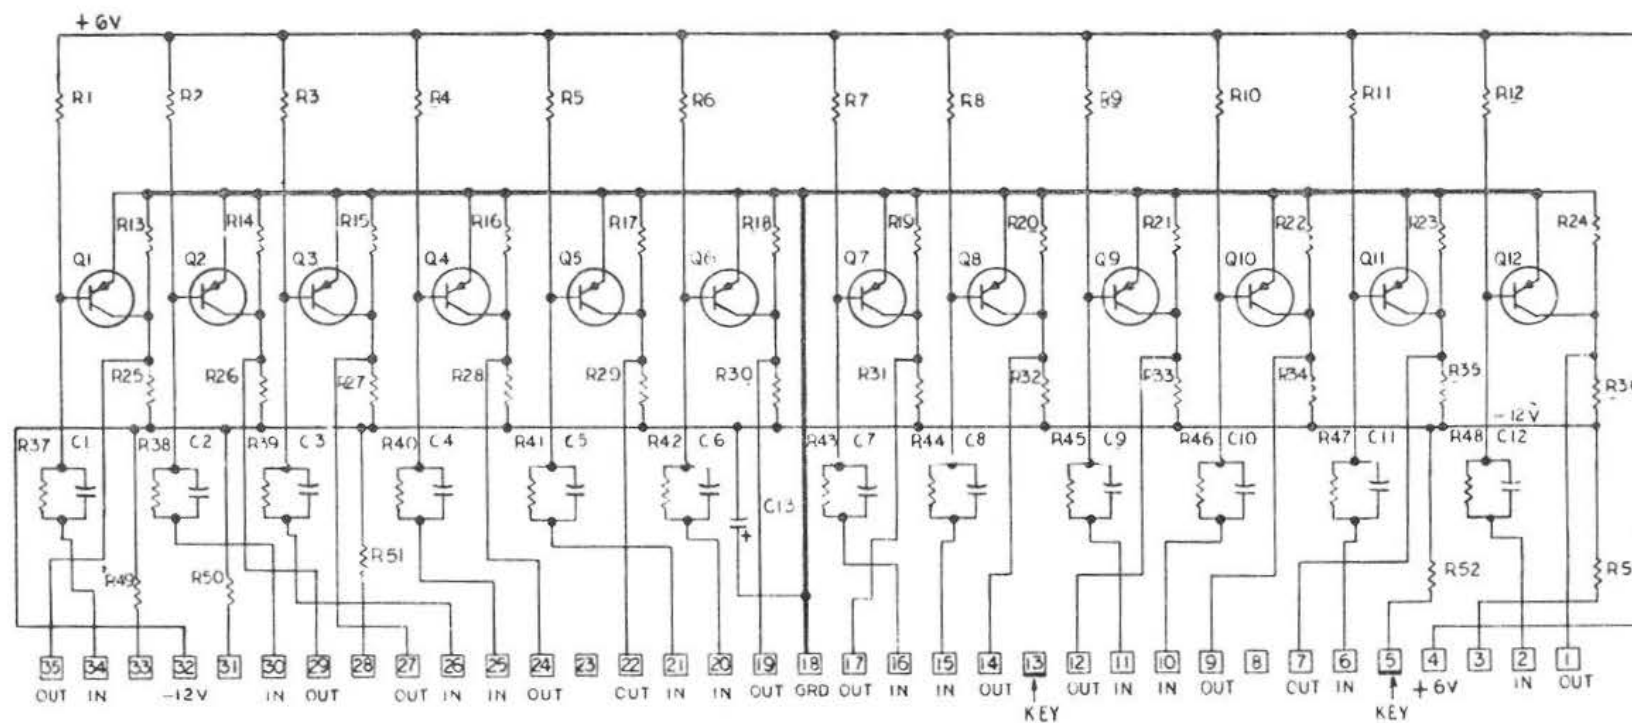 +6V
R1 R2 R3 R4 R5 R6 R7 R8 R9 R10 R11 R12
R13 R14 R15 R16 R17 R18 R19 R20 R21 R22 R23 R24
Q1 Q2 Q3 Q4 Q5 Q6 Q7 Q8 Q9 Q10 Q11 Q12
R25 R26 R27 R28 R29 R30 R31 R32 R33 R34 R35
-12V
R37 C1 R38 C2 R39 C3 R40 C4 R41 C5 R42 C6 R43 C7 R44 C8 R45 C9 R46 C10 R47 C11 R48 C12
C13
R49 R50 R51 R52
35 34 33 32 31 30 29 28 27 26 25 24 23 22 21 20 19 18 17 16 15 14 13 12 11 10 9 8 7 6 5 4 3 2 1
OUT IN -12V IN OUT OUT IN IN OUT OUT IN IN OUT GRD OUT IN IN OUT OUT IN IN OUT OUT IN +6V IN OUT
KEY KEY